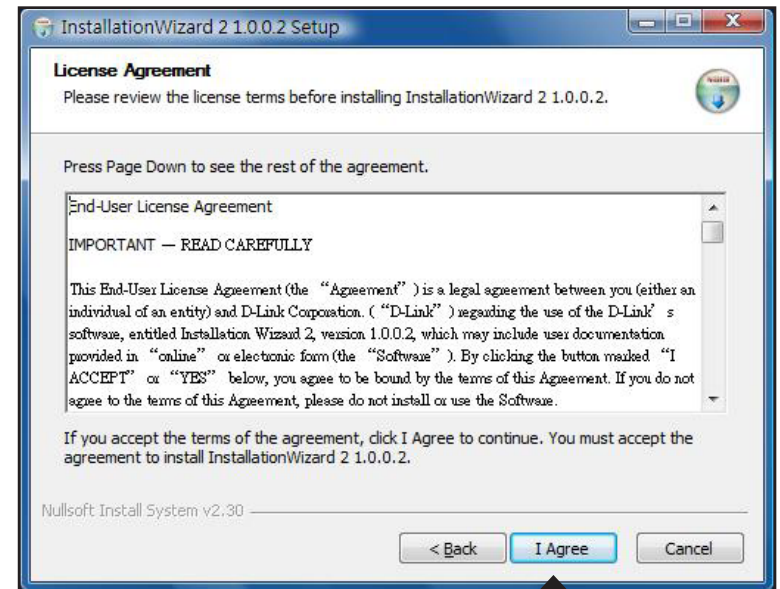 InstallationWizard 2 1.0.0.2 Setup
License Agreement
Please review the license terms before installing InstallationWizard 2 1.0.0.2.
Press Page Down to see the rest of the agreement.
End-User License Agreement
IMPORTANT — READ CAREFULLY
This End-User License Agreement (the “Agreement” ) is a legal agreement between you (either an
individual of an entity) and D-Link Corporation. ( “D-Link” ) regarding the use of the D-Link’ s
software, entitled Installation Wizard 2, version 1.0.0.2, which may include user documentation
provided in “online” or electronic form (the “Software” ). By clicking the button marked “I
ACCEPT” or “YES” below, you agree to be bound by the terms of this Agreement. If you do not
agree to the terms of this Agreement, please do not install or use the Software.
If you accept the terms of the agreement, click I Agree to continue. You must accept the
agreement to install InstallationWizard 2 1.0.0.2.
Nullsoft Install System v2.30
< Back I Agree Cancel